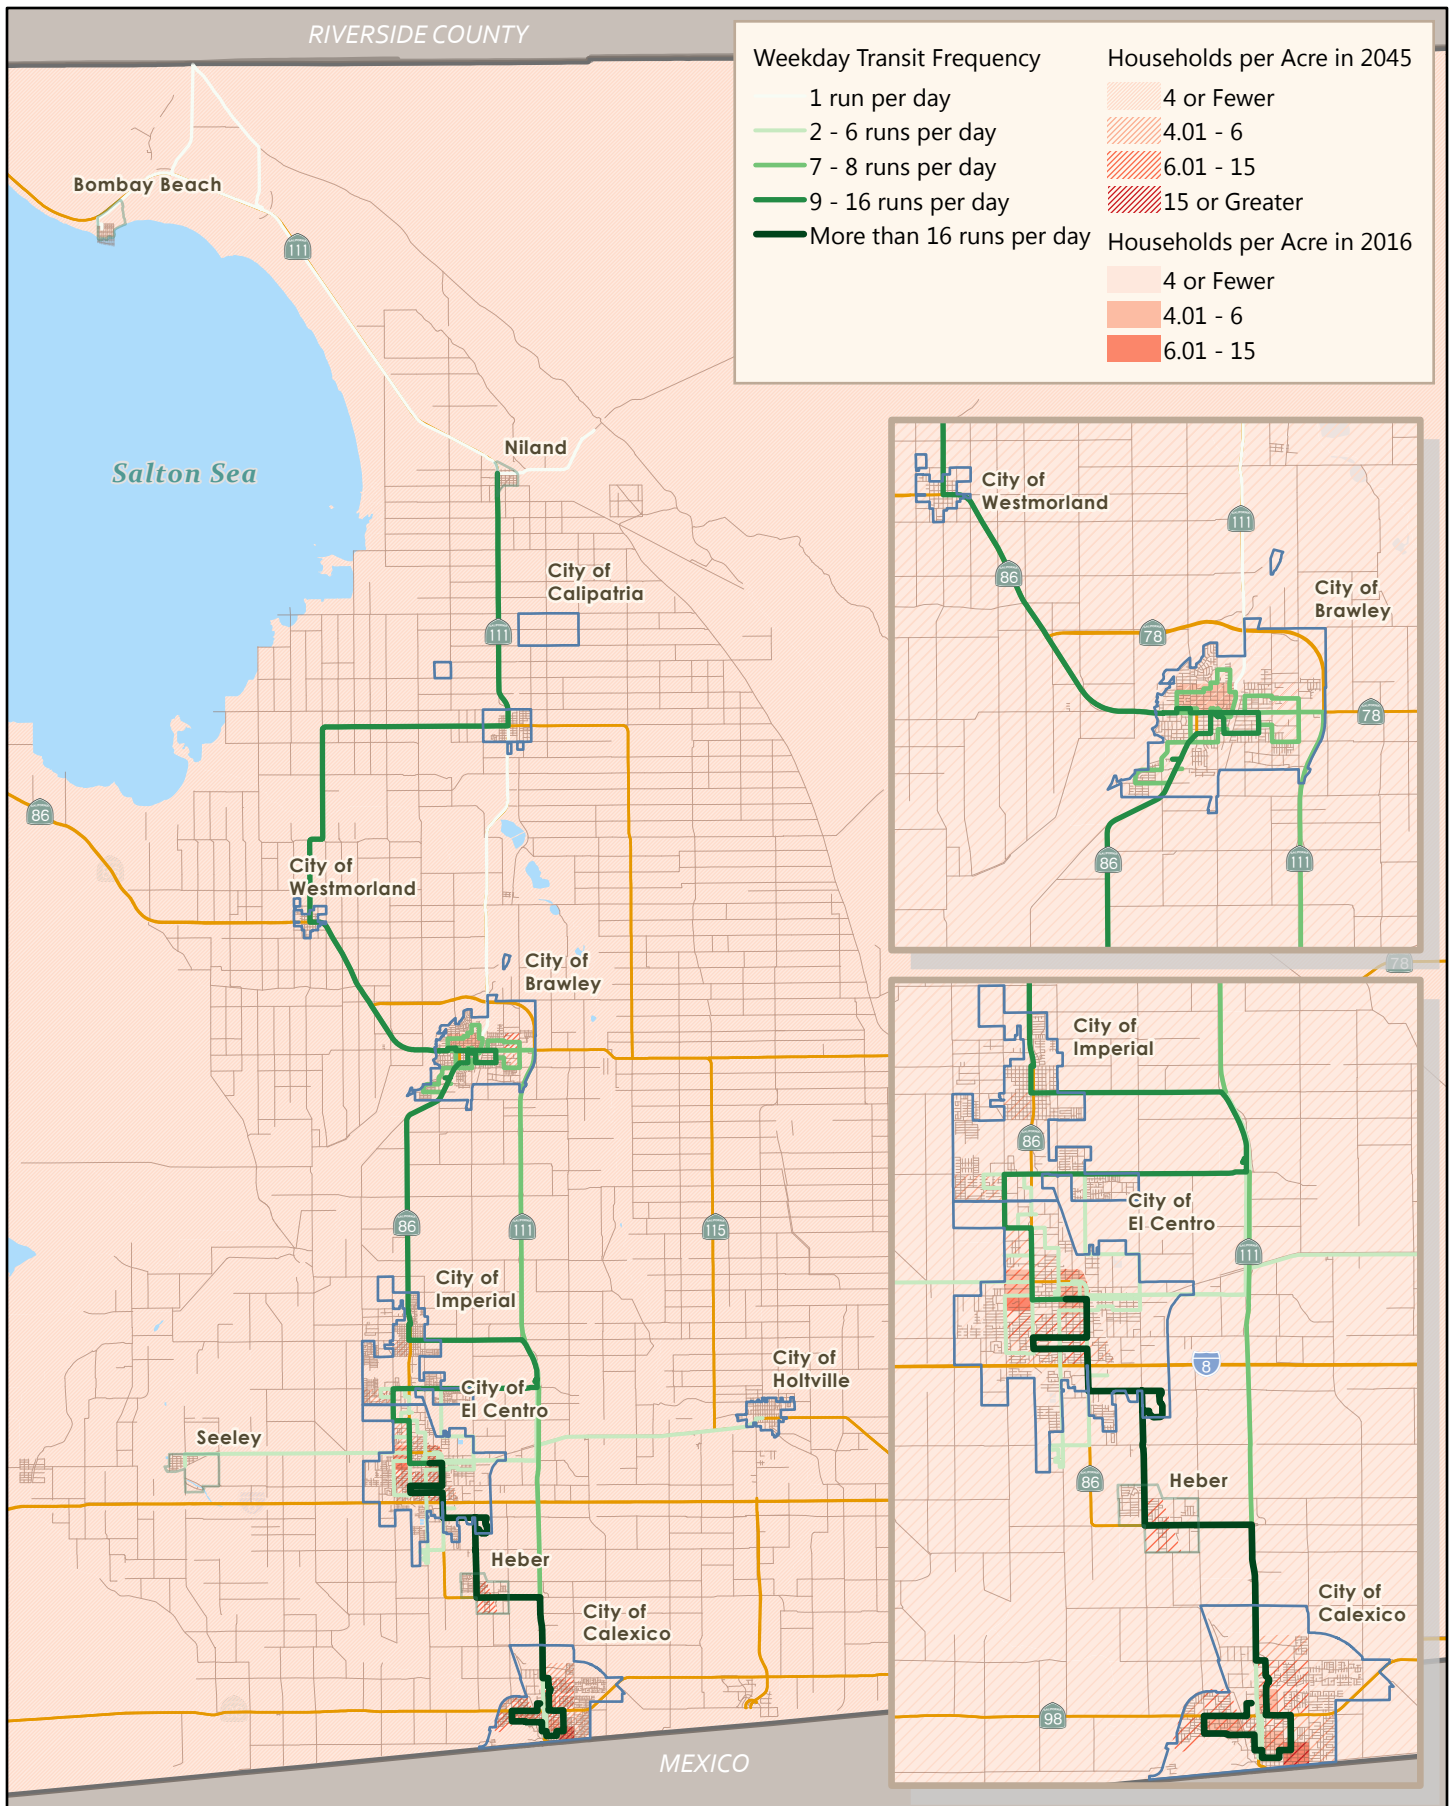 RIVERSIDE COUNTY
Weekday Transit Frequency
1 run per day
2 - 6 runs per day
7 - 8 runs per day
9 - 16 runs per day
More than 16 runs per day
Households per Acre in 2045
4 or Fewer
4.01 - 6
6.01 - 15
15 or Greater
Households per Acre in 2016
4 or Fewer
4.01 - 6
6.01 - 15
Bombay Beach
111
Niland
Salton Sea
City of
Calipatria
111
86
City of
Westmorland
City of
Brawley
86
111
115
City of
Imperial
City of
Holtville
City of
El Centro
Seeley
Heber
City of
Calexico
MEXICO
City of
Westmorland
111
86
City of
Brawley
78
78
86
111
78
City of
Imperial
86
City of
El Centro
111
8
86
Heber
City of
Calexico
98